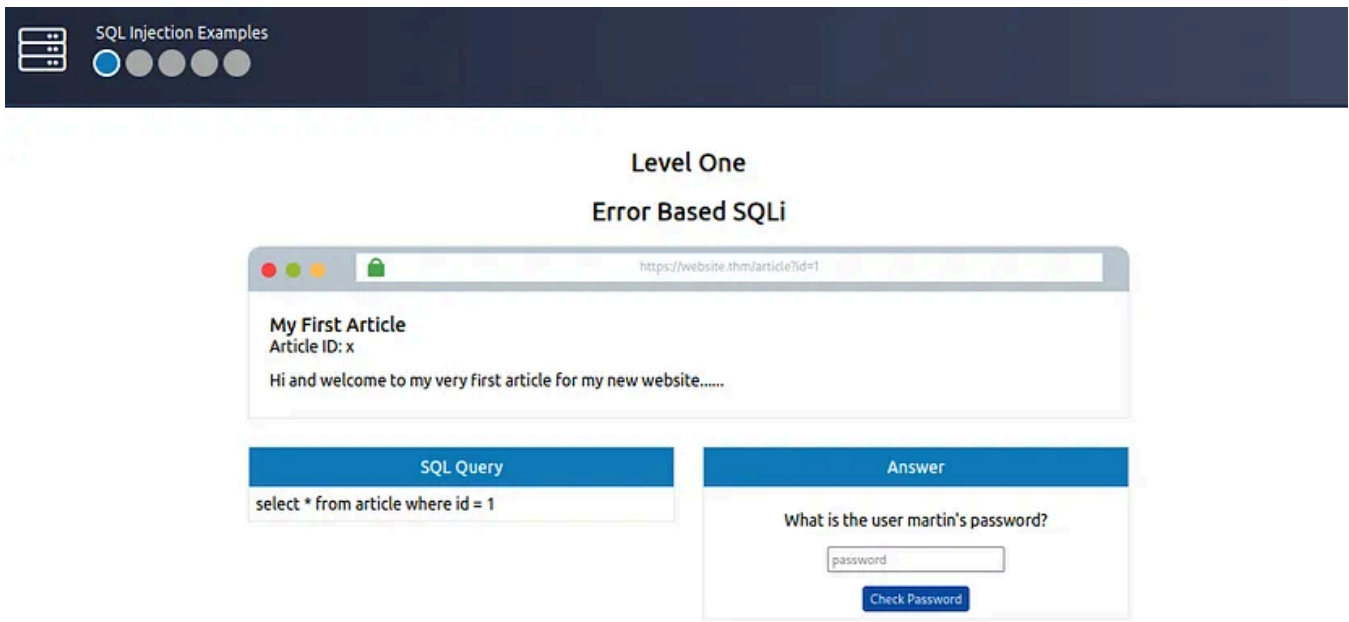 SQL Injection Examples
Level One
Error Based SQLi
https://website.thm/article?id=1
My First Article
Article ID: x
Hi and welcome to my very first article for my new website......
SQL Query
select * from article where id = 1
Answer
What is the user martin's password?
password
Check Password